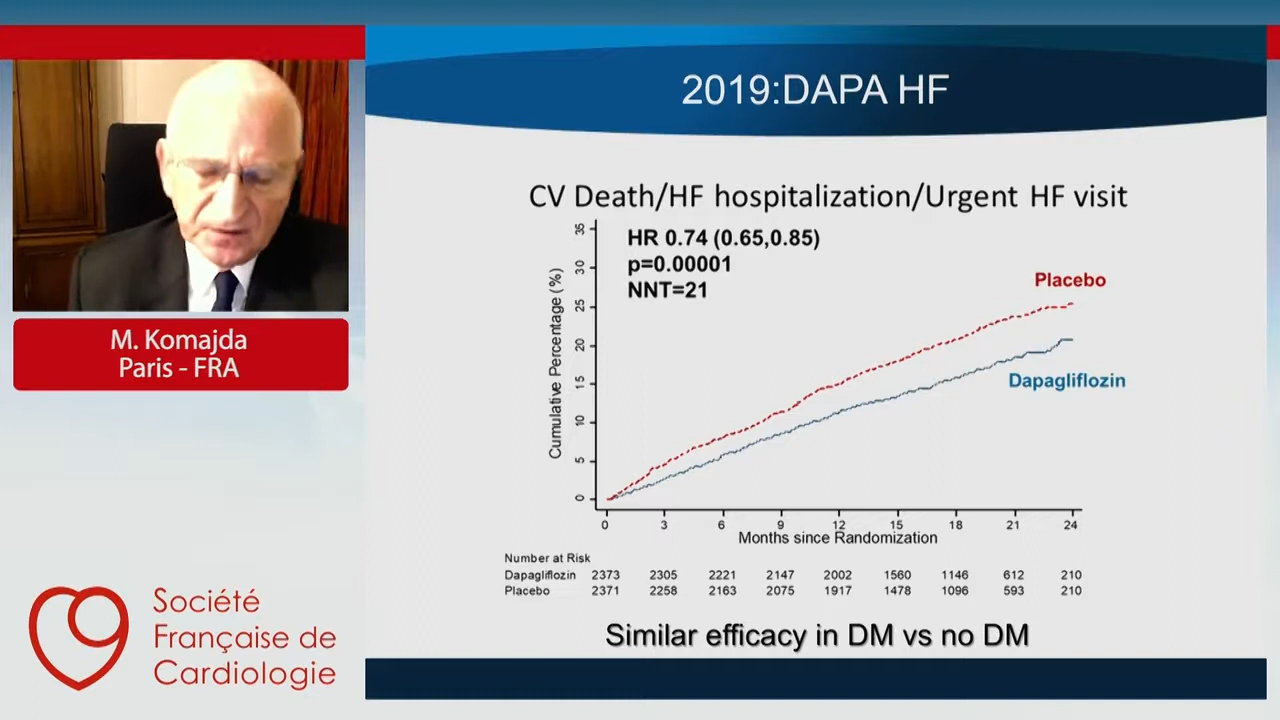 2019:DAPA HF
M. Komajda
Paris - FRA
CV Death/HF hospitalization/Urgent HF visit
HR 0.74 (0.65,0.85)
p=0.00001
NNT=21
Placebo
Dapagliflozin
Cumulative Percentage (%)
35
30
25
20
15
10
5
0
0 3 6 9 12 15 18 21 24
Months since Randomization
Number at Risk
Dapagliflozin 2373 2305 2221 2147 2002 1560 1146 612 210
Placebo 2371 2258 2163 2075 1917 1478 1096 593 210
Similar efficacy in DM vs no DM
Société
Française de
Cardiologie